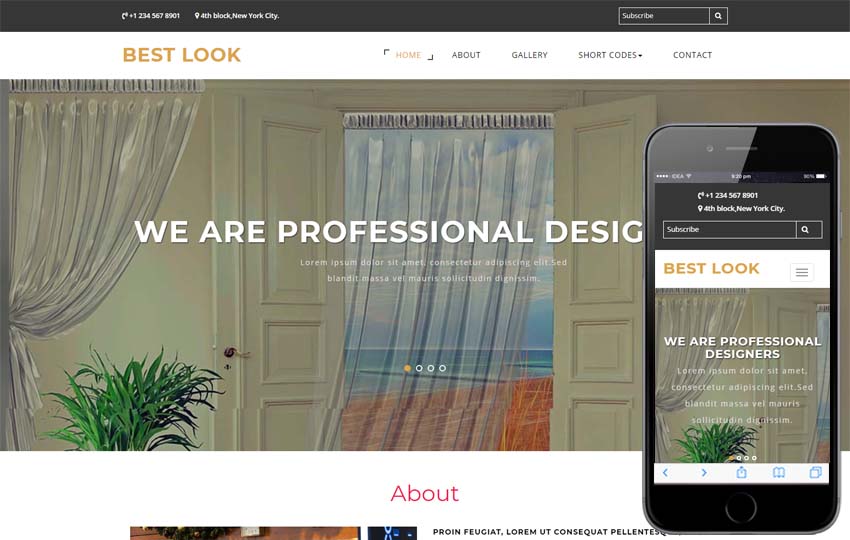 +1 234 567 8901 4th block,New York City. Subscribe
BEST LOOK HOME ABOUT GALLERY SHORT CODES CONTACT
WE ARE PROFESSIONAL DESIG
Lorem ipsum dolor sit amet, consectetur adipiscing elit.Sed
blandit massa vel mauris sollicitudin dignissim.
About
PROIN FEUGIAT, LOREM UT CONSEQUAT PELLENTESQ
IDEA 9:20 pm 90%
+1 234 567 8901
4th block,New York City.
Subscribe
BEST LOOK
WE ARE PROFESSIONAL
DESIGNERS
Lorem ipsum dolor sit amet,
consectetur adipiscing elit.Sed
blandit massa vel mauris
sollicitudin dignissim.